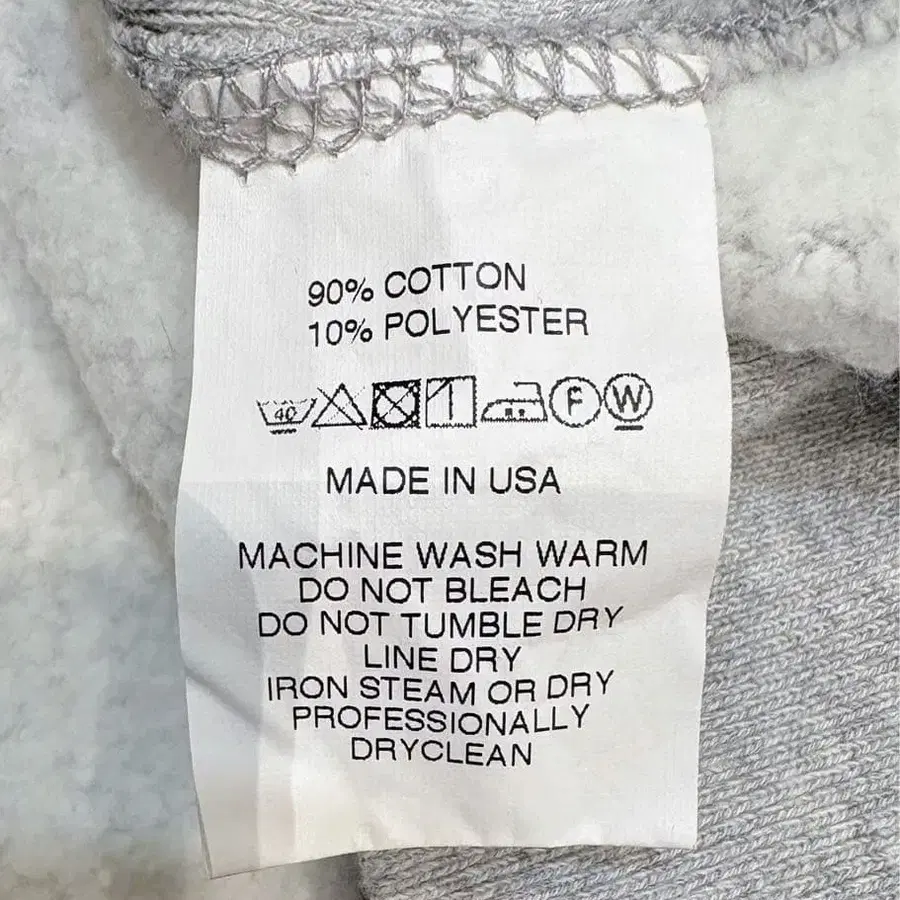 90% COTTON
10% POLYESTER
40 F W
MADE IN USA
MACHINE WASH WARM
DO NOT BLEACH
DO NOT TUMBLE DRY
LINE DRY
IRON STEAM OR DRY
PROFESSIONALLY
DRYCLEAN